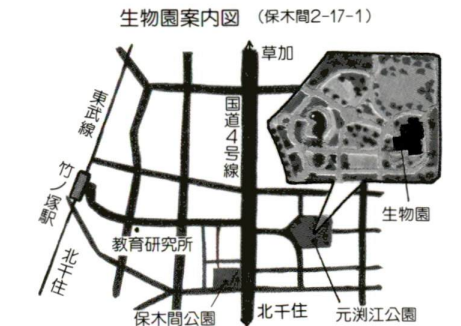 生物園案内図 (保木間2-17-1)
草加
東武線
国道4号線
竹ノ塚駅
生物園
教育研究所
北千住
保木間公園
北千住
元渕江公園